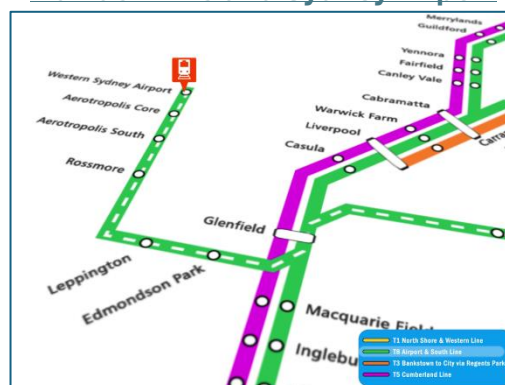 Merrylands
Guildford
Yennora
Fairfield
Canley Vale
Cabramatta
Warwick Farm
Liverpool
Casula
Western Sydney Airport
Aerotropolis Core
Aerotropolis South
Rossmore
Glenfield
Leppington
Edmondson Park
T1 North Shore & Western Line
T8 Airport & South Line
T3 Bankstown to City via Regents Park
T5 Cumberland Line